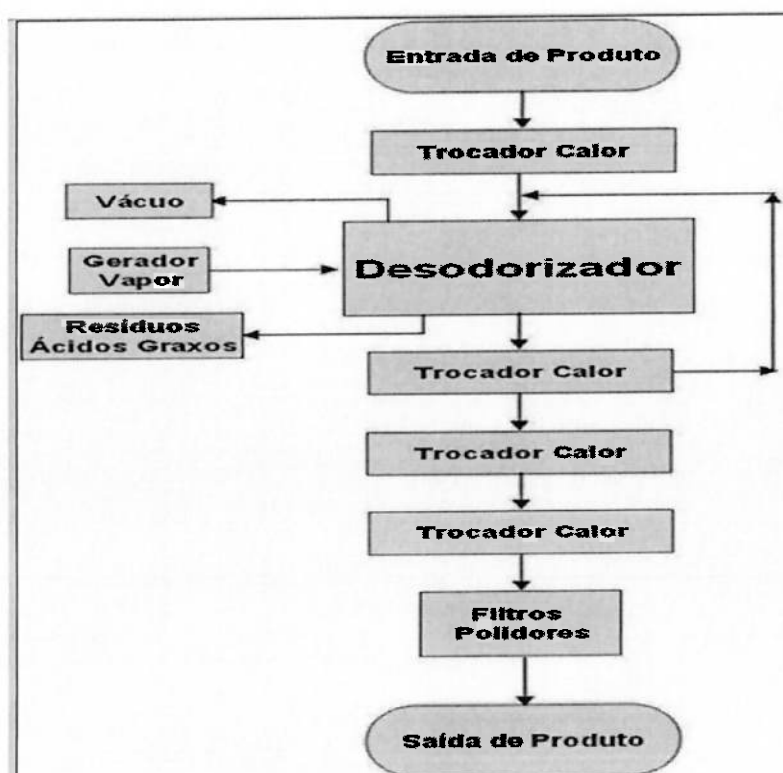 Entrada de Produto
Trocador Calor
Vácuo
Gerador
Vapor
Desodorizador
Resíduos
Ácidos Graxos
Trocador Calor
Trocador Calor
Trocador Calor
Filtros
Polidores
Saída de Produto